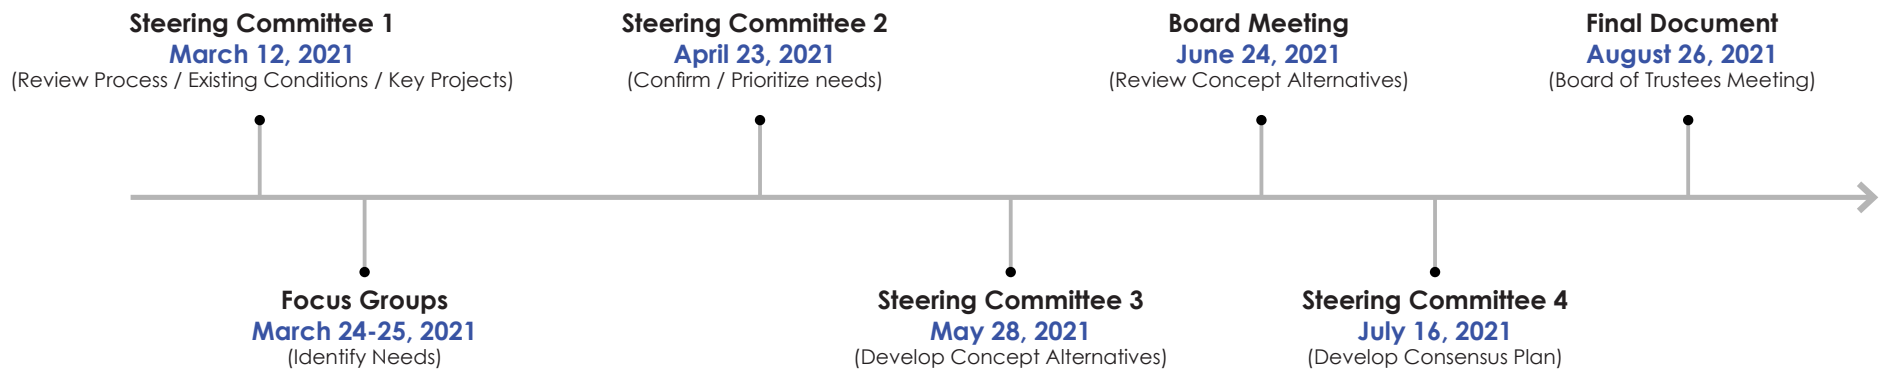 Steering Committee 1
March 12, 2021
(Review Process / Existing Conditions / Key Projects)
Steering Committee 2
April 23, 2021
(Confirm / Prioritize needs)
Board Meeting
June 24, 2021
(Review Concept Alternatives)
Final Document
August 26, 2021
(Board of Trustees Meeting)
Focus Groups
March 24-25, 2021
(Identify Needs)
Steering Committee 3
May 28, 2021
(Develop Concept Alternatives)
Steering Committee 4
July 16, 2021
(Develop Consensus Plan)